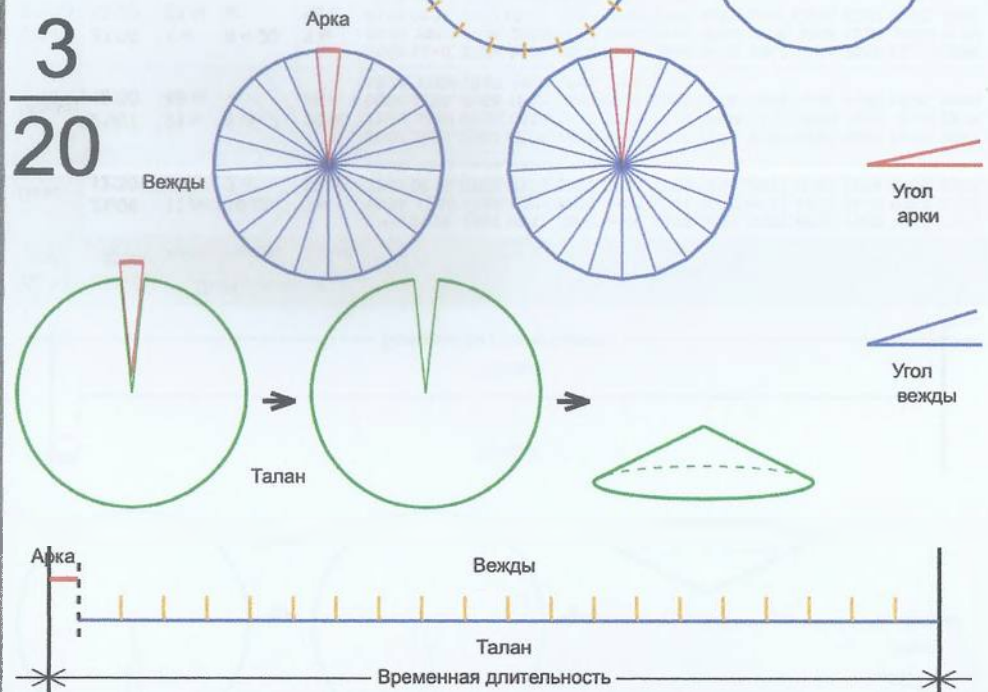 Арка
3
20
Вежды
Угол
арки
Угол
вежды
Талан
Арка
Вежды
Талан
Временная длительность